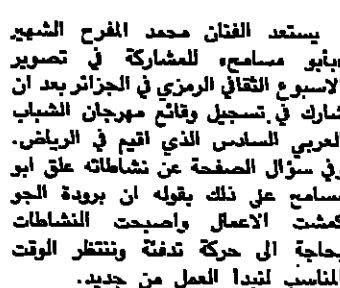 يستعد الفنان محمد المفرح الشهير
«بأبو مسامح» للمشاركة في تصوير
الاسبوع الثقافي الرمزي في الجزائر بعد ان
شارك في تسجيل وقائع مهرجان الشباب
العربي السادس الذي اقيم في الرياض.
وفي سؤال الصفحة عن نشاطاته علق ابو
مسامح على ذلك بقوله ان برودة الجو
كمشت الاعمال واصبحت النشاطات
بحاجة الى حركة تدفئة وننتظر الوقت
المناسب لنبدأ العمل من جديد.